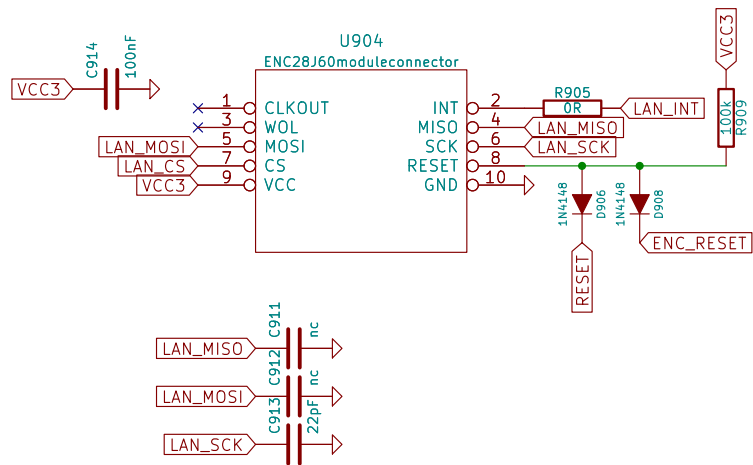 U904
ENC28J60moduleconnector
VCC3
C914
100nF
1 CLKOUT
3 WOL
LAN_MOSI 5 MOSI
LAN_CS 7 CS
VCC3 9 VCC
INT 2 R905 0R LAN_INT
MISO 4 LAN_MISO
SCK 6 LAN_SCK
RESET 8
GND 10
VCC3
100k
R909
1N4148
D906
1N4148
D908
RESET
ENC_RESET
LAN_MISO
C911
nc
LAN_MOSI
C912
nc
LAN_SCK
C913
22pF